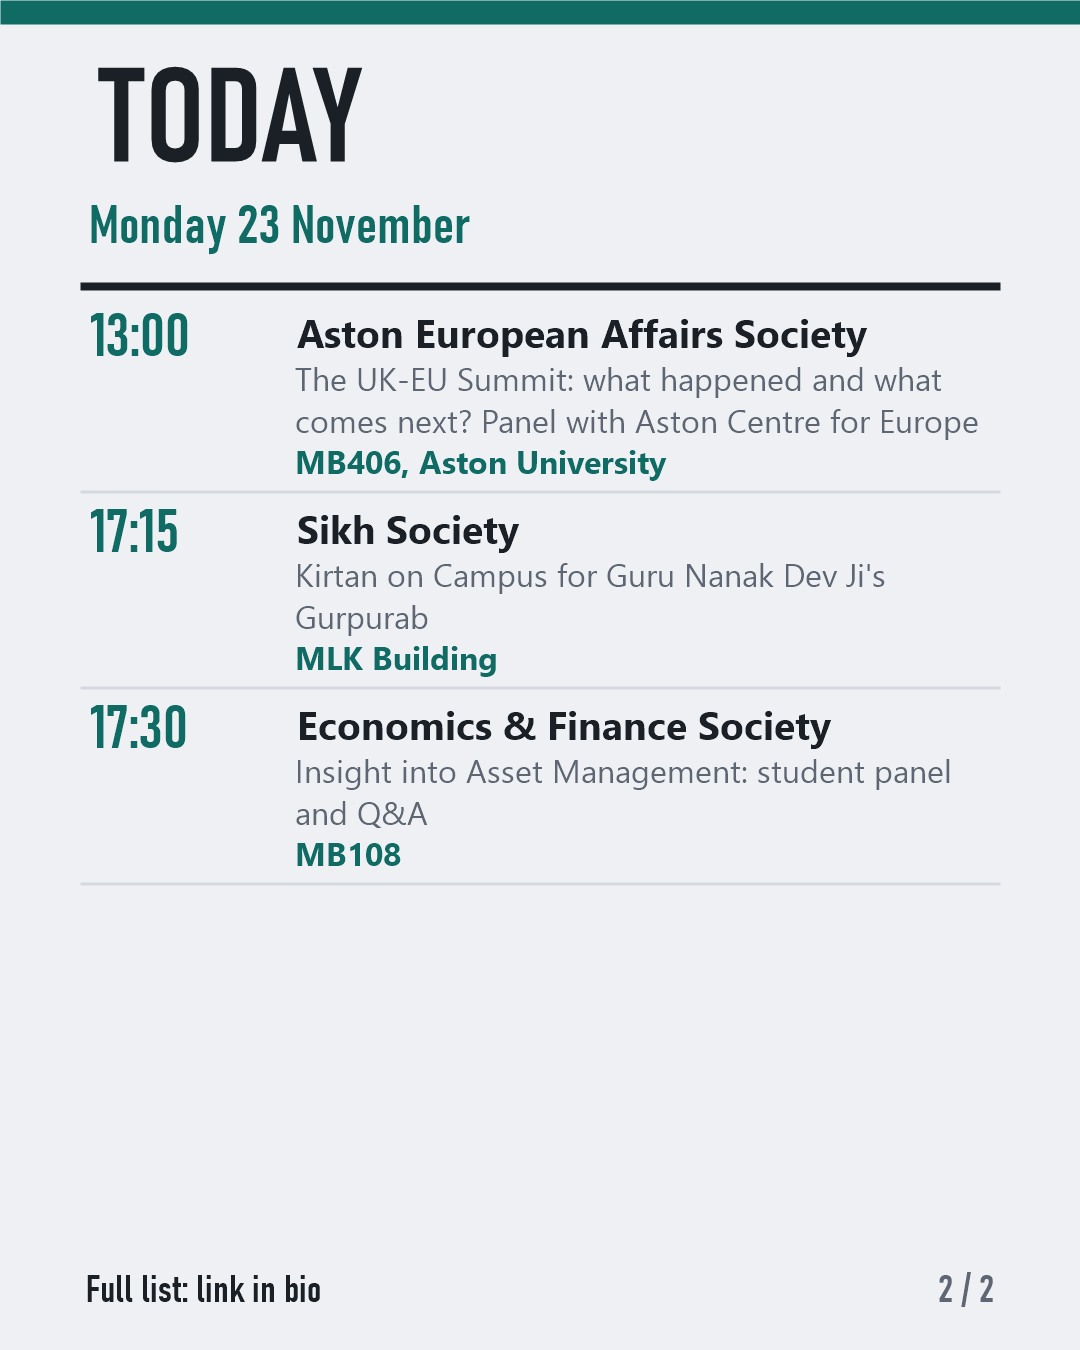 TODAY
Monday 23 November
13:00
Aston European Affairs Society
The UK-EU Summit: what happened and what
comes next? Panel with Aston Centre for Europe
MB406, Aston University
17:15
Sikh Society
Kirtan on Campus for Guru Nanak Dev Ji's
Gurpurab
MLK Building
17:30
Economics & Finance Society
Insight into Asset Management: student panel
and Q&A
MB108
Full list: link in bio
2 / 2